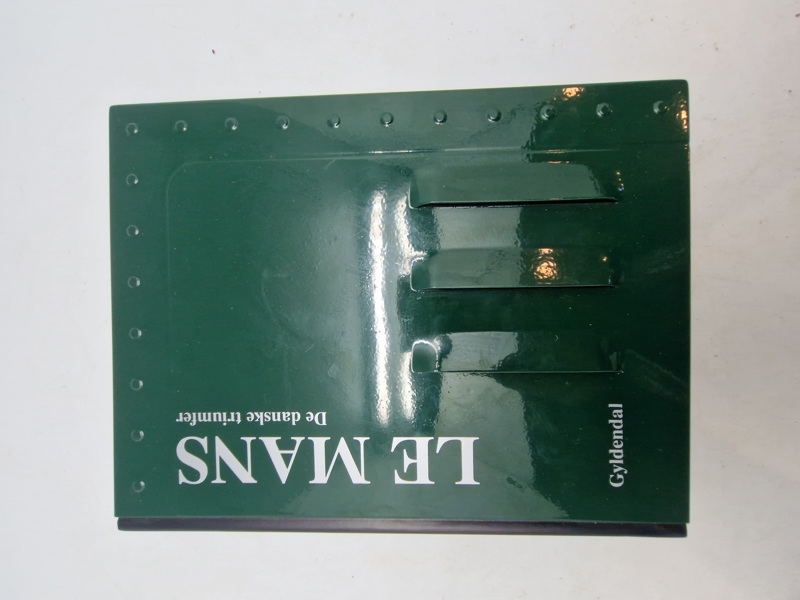 LE MANS
De danske triumfer
Gyldendal